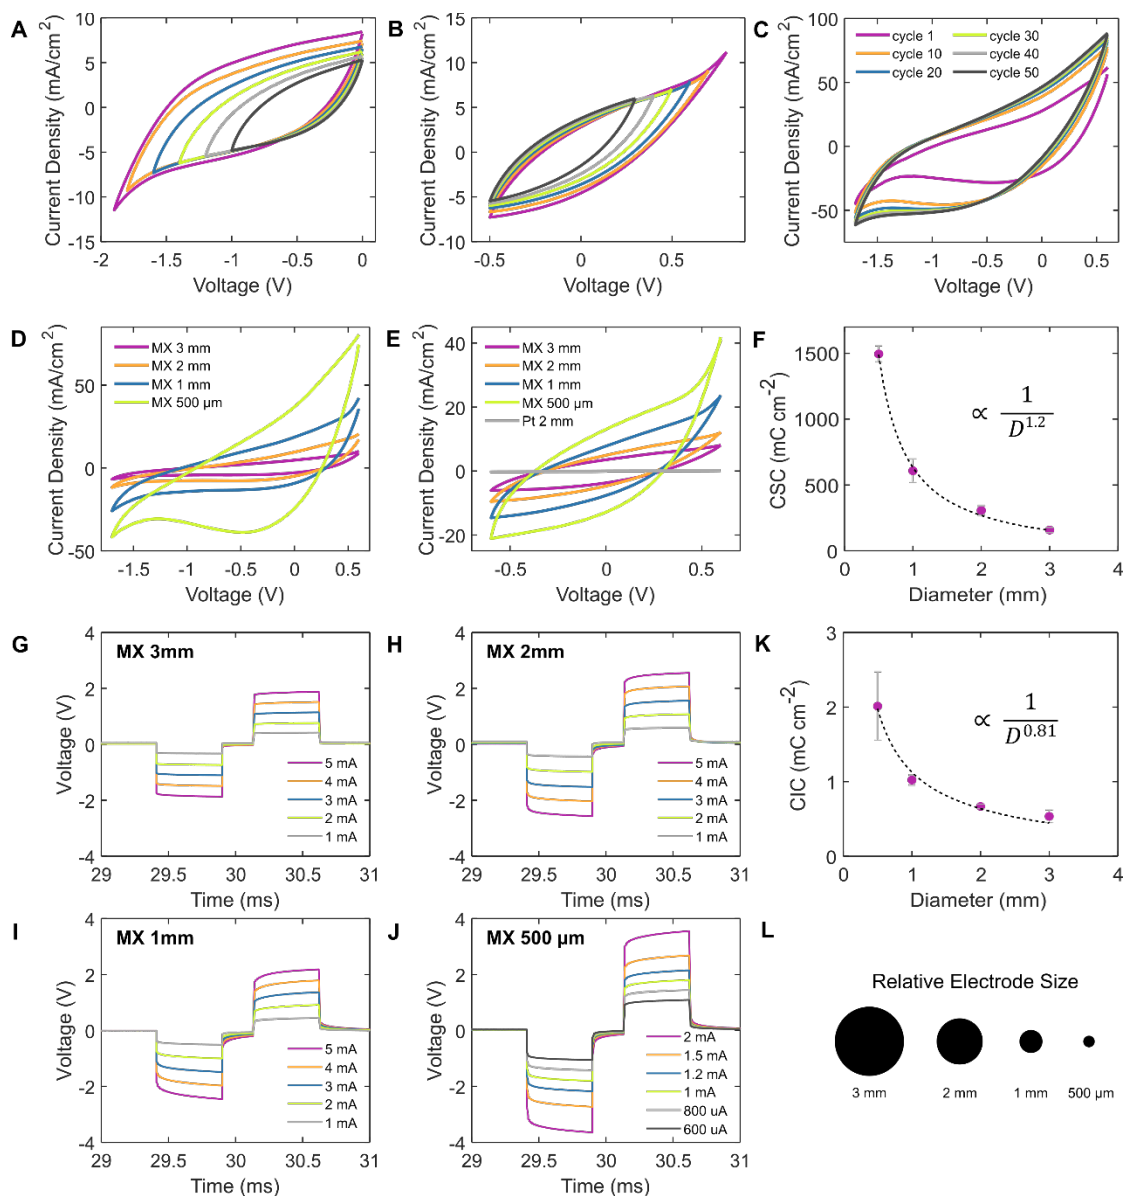 A
Current Density (mA/cm²)
10
5
0
-5
-10
-15
-2
-1.5
-1
-0.5
0
Voltage (V)
B
Current Density (mA/cm²)
15
10
5
0
-5
-10
-0.5
0
0.5
Voltage (V)
C
Current Density (mA/cm²)
100
50
0
-50
cycle 1
cycle 10
cycle 20
cycle 30
cycle 40
cycle 50
-1.5
-1
-0.5
0
0.5
Voltage (V)
D
Current Density (mA/cm²)
50
0
-50
MX 3 mm
MX 2 mm
MX 1 mm
MX 500 µm
-1.5
-1
-0.5
0
0.5
Voltage (V)
E
Current Density (mA/cm²)
40
20
0
-20
MX 3 mm
MX 2 mm
MX 1 mm
MX 500 µm
Pt 2 mm
-0.5
0
0.5
Voltage (V)
F
CSC (mC cm⁻²)
1500
1000
500
0
∝ 1/D^1.2
0
1
2
3
4
Diameter (mm)
G
MX 3mm
Voltage (V)
4
2
0
-2
-4
5 mA
4 mA
3 mA
2 mA
1 mA
29
29.5
30
30.5
31
Time (ms)
H
MX 2mm
Voltage (V)
4
2
0
-2
-4
5 mA
4 mA
3 mA
2 mA
1 mA
29
29.5
30
30.5
31
Time (ms)
K
CIC (mC cm⁻²)
3
2
1
0
∝ 1/D^0.81
0
1
2
3
4
Diameter (mm)
I
MX 1mm
Voltage (V)
4
2
0
-2
-4
5 mA
4 mA
3 mA
2 mA
1 mA
29
29.5
30
30.5
31
Time (ms)
J
MX 500 µm
Voltage (V)
4
2
0
-2
-4
2 mA
1.5 mA
1.2 mA
1 mA
800 uA
600 uA
29
29.5
30
30.5
31
Time (ms)
L
Relative Electrode Size
3 mm
2 mm
1 mm
500 µm